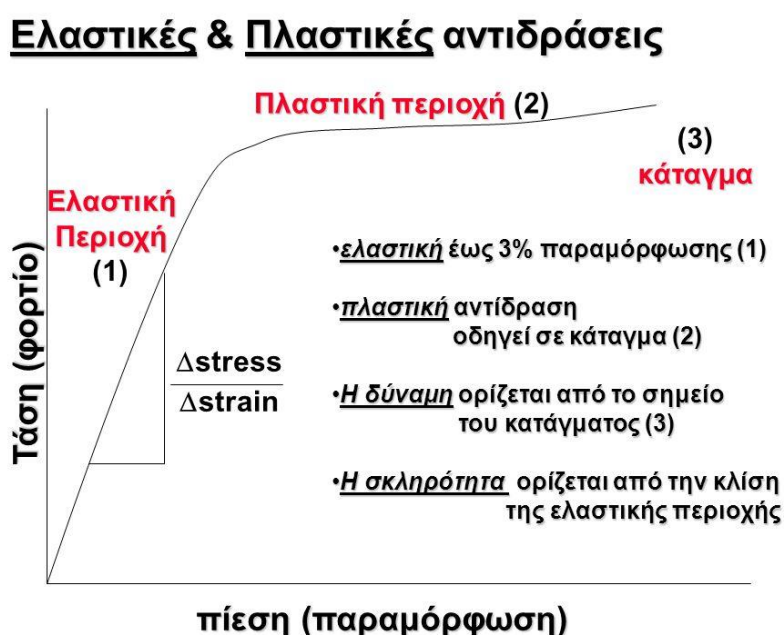 Ελαστικές & Πλαστικές αντιδράσεις
Πλαστική περιοχή (2)
(3)
κάταγμα
Ελαστική
Περιοχή
(1)
Τάση (φορτίο)
Δstress
Δstrain
•ελαστική έως 3% παραμόρφωσης (1)
•πλαστική αντίδραση
οδηγεί σε κάταγμα (2)
•Η δύναμη ορίζεται από το σημείο
του κατάγματος (3)
•Η σκληρότητα ορίζεται από την κλίση
της ελαστικής περιοχής
πίεση (παραμόρφωση)